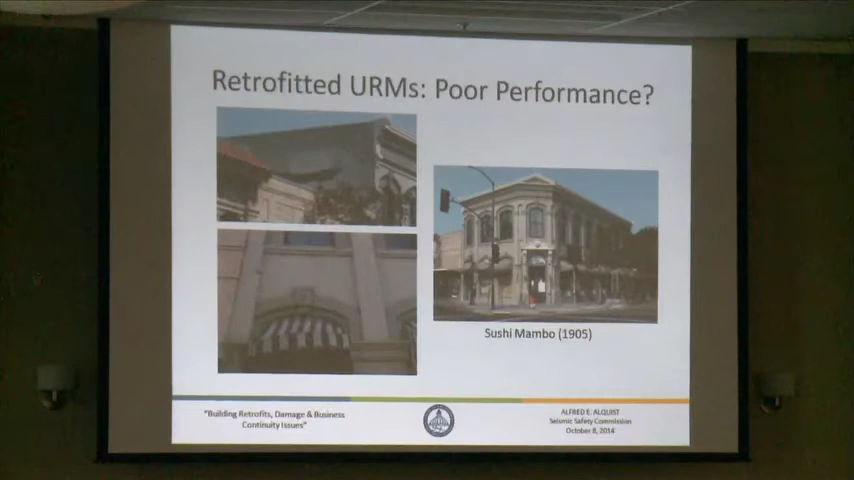 Retrofitted URMs: Poor Performance?
Sushi Mambo (1905)
"Building Retrofits, Damage & Business
Continuity Issues"
ALFRED E. ALQUIST
Seismic Safety Commission
October 8, 2014